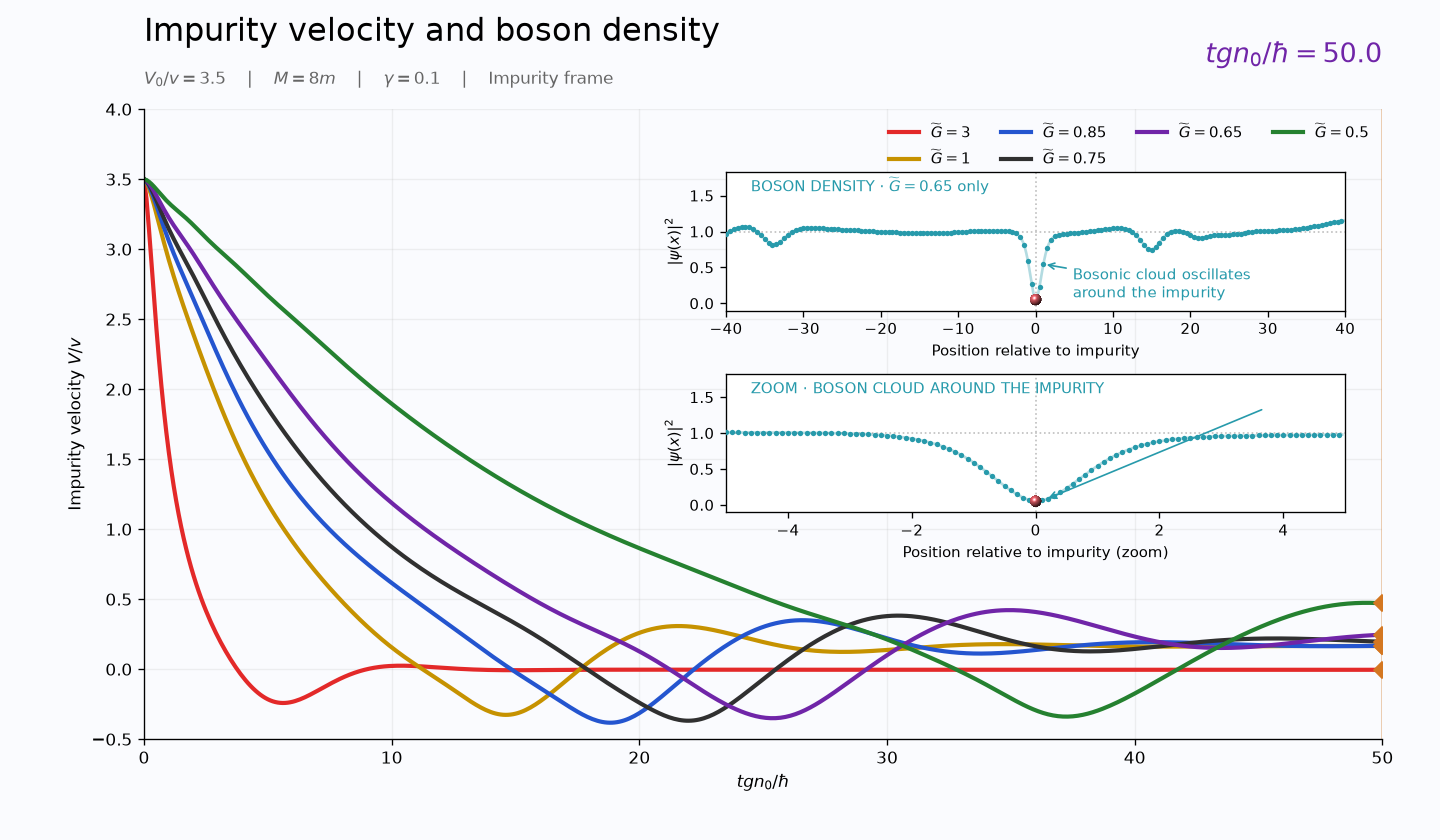 Impurity velocity and boson density
tgn₀/ħ = 50.0
V₀/v = 3.5 | M = 8m | γ = 0.1 | Impurity frame
G̃ = 3 G̃ = 0.85 G̃ = 0.65 G̃ = 0.5
G̃ = 1 G̃ = 0.75
4.0
3.5
3.0
2.5
2.0
1.5
1.0
0.5
0.0
−0.5
Impurity velocity V/v
0 10 20 30 40 50
tgn₀/ħ
BOSON DENSITY · G̃ = 0.65 only
1.5
1.0
0.5
0.0
|ψ(x)|²
Bosonic cloud oscillates
around the impurity
−40 −30 −20 −10 0 10 20 30 40
Position relative to impurity
ZOOM · BOSON CLOUD AROUND THE IMPURITY
1.5
1.0
0.5
0.0
|ψ(x)|²
−4 −2 0 2 4
Position relative to impurity (zoom)